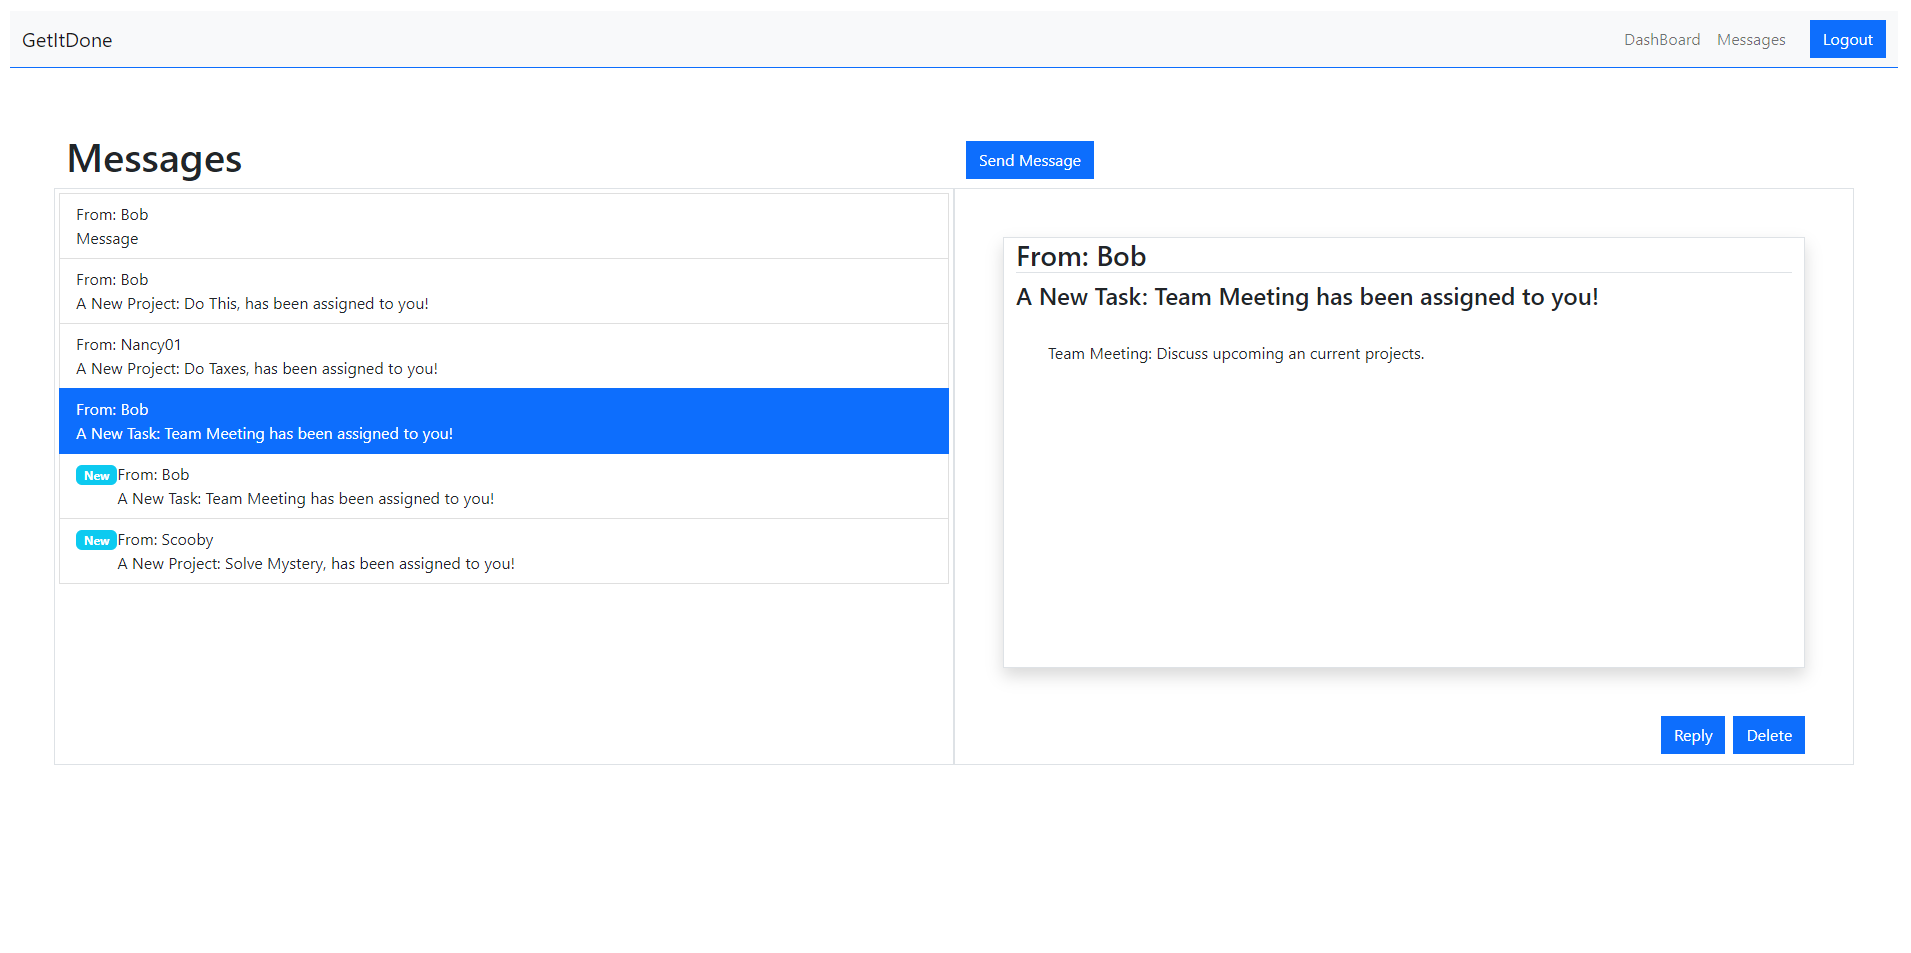 GetItDone
DashBoard
Messages
Logout
Messages
Send Message
From: Bob
Message
From: Bob
A New Project: Do This, has been assigned to you!
From: Nancy01
A New Project: Do Taxes, has been assigned to you!
From: Bob
A New Task: Team Meeting has been assigned to you!
New From: Bob
A New Task: Team Meeting has been assigned to you!
New From: Scooby
A New Project: Solve Mystery, has been assigned to you!
From: Bob
A New Task: Team Meeting has been assigned to you!
Team Meeting: Discuss upcoming an current projects.
Reply
Delete